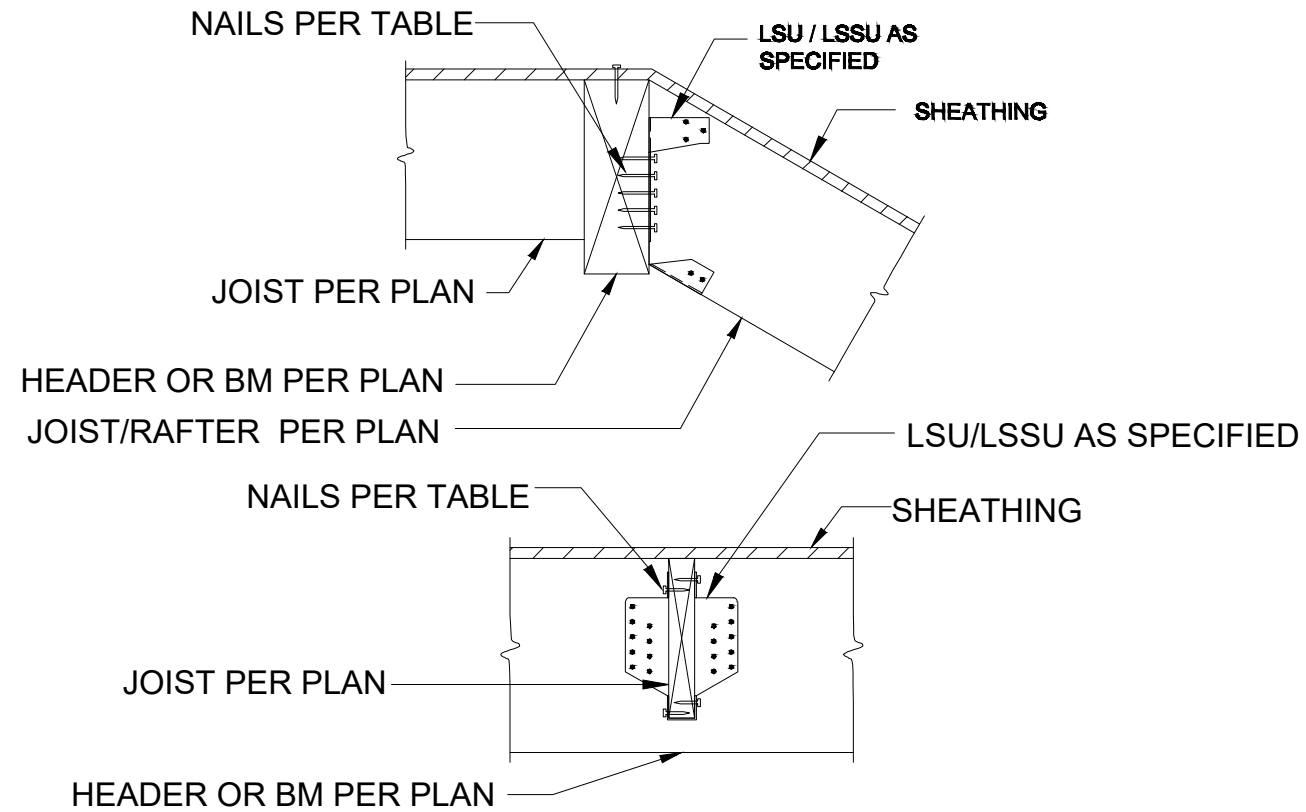 NAILS PER TABLE
LSU / LSSU AS
SPECIFIED
SHEATHING
JOIST PER PLAN
HEADER OR BM PER PLAN
JOIST/RAFTER PER PLAN
LSU/LSSU AS SPECIFIED
NAILS PER TABLE
SHEATHING
JOIST PER PLAN
HEADER OR BM PER PLAN